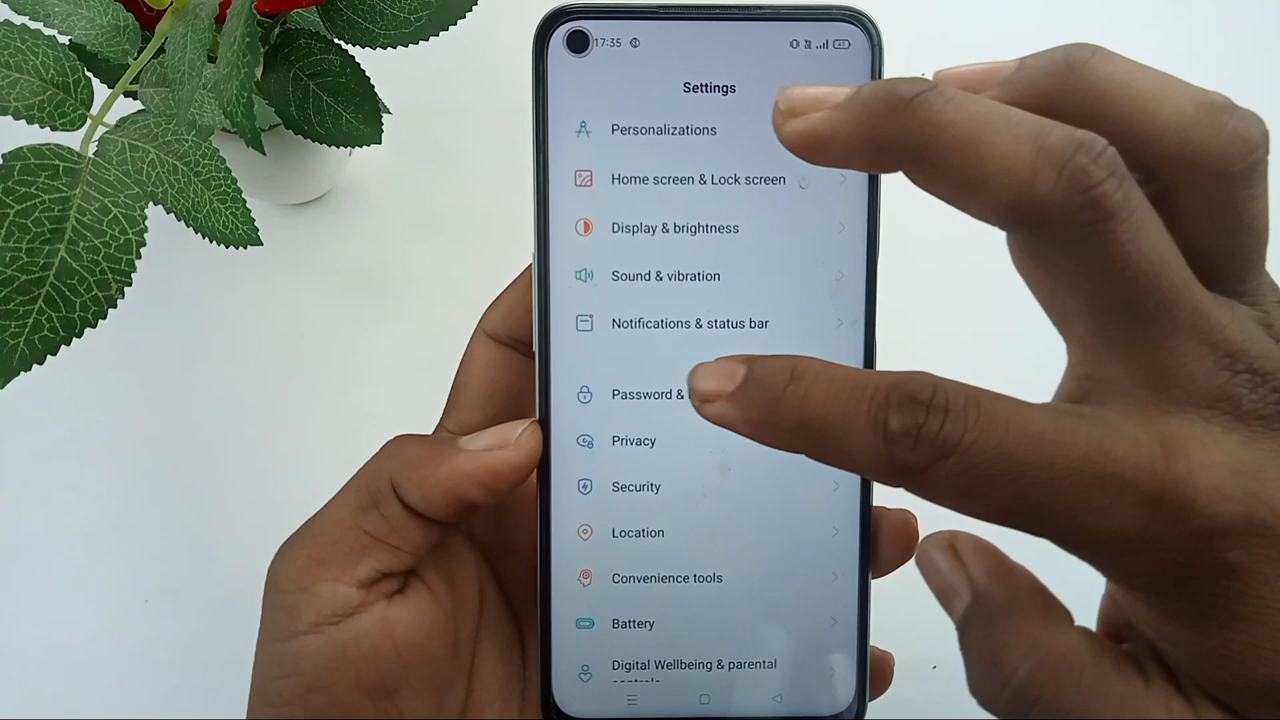 17:35
Settings
Personalizations
Home screen & Lock screen
Display & brightness
Sound & vibration
Notifications & status bar
Password &
Privacy
Security
Location
Convenience tools
Battery
Digital Wellbeing & parental